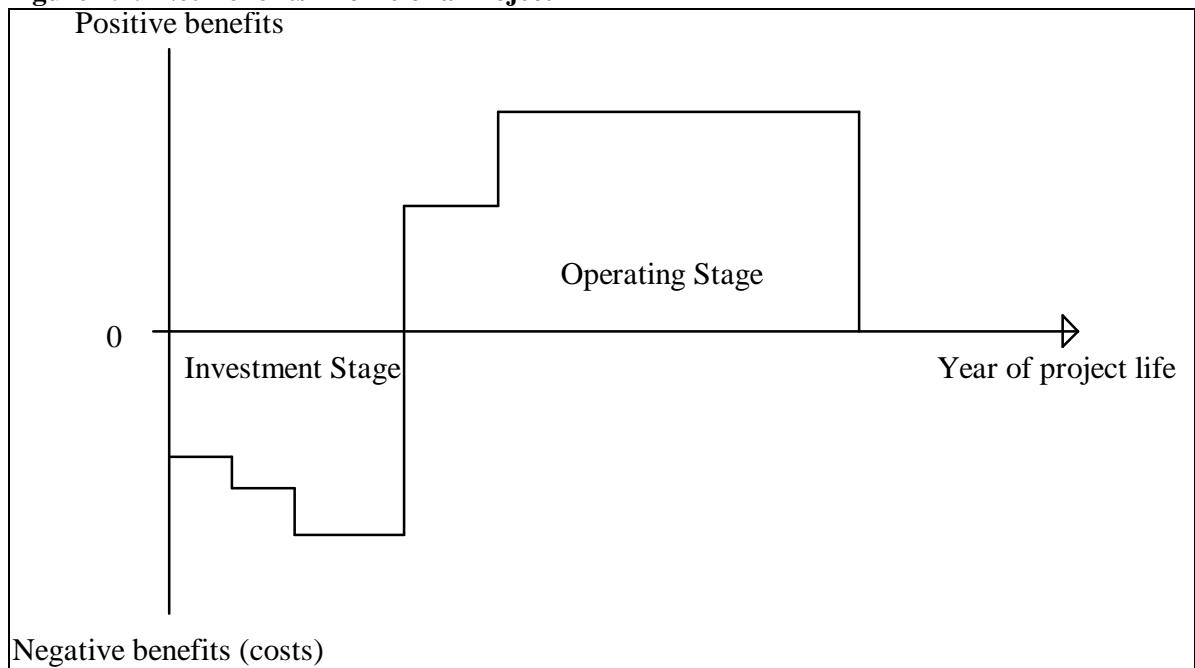 Positive benefits
Operating Stage
0
Investment Stage
Year of project life
Negative benefits (costs)